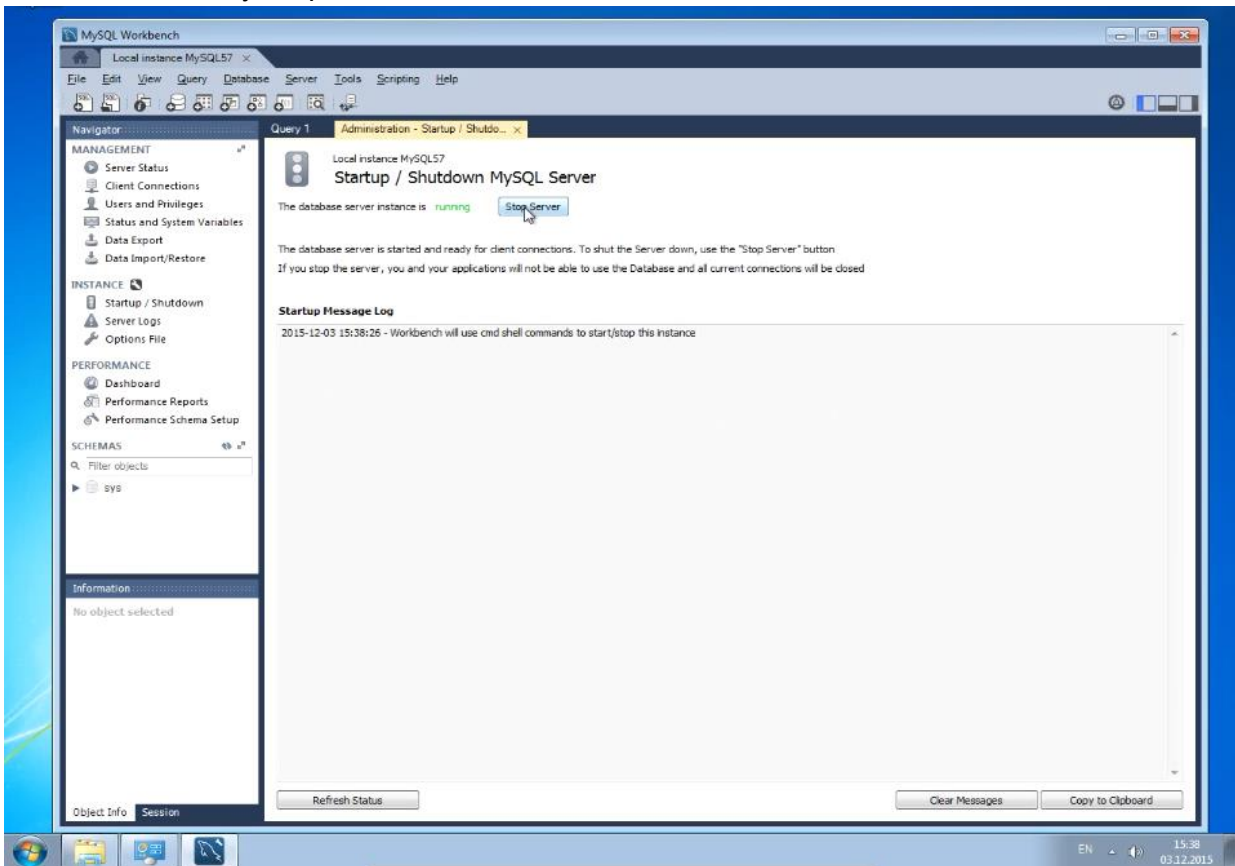 MySQL Workbench
Local instance MySQL57
File Edit View Query Database Server Tools Scripting Help
Navigator
MANAGEMENT
Server Status
Client Connections
Users and Privileges
Status and System Variables
Data Export
Data Import/Restore
INSTANCE
Startup / Shutdown
Server Logs
Options File
PERFORMANCE
Dashboard
Performance Reports
Performance Schema Setup
SCHEMAS
Filter objects
sys
Information
No object selected
Object Info Session
Query 1 Administration - Startup / Shutdo...
Local instance MySQL57
Startup / Shutdown MySQL Server
The database server instance is running Stop Server
The database server is started and ready for client connections. To shut the Server down, use the "Stop Server" button
If you stop the server, you and your applications will not be able to use the Database and all current connections will be closed
Startup Message Log
2015-12-03 15:38:26 - Workbench will use cmd shell commands to start/stop this instance
Refresh Status Clear Messages Copy to Clipboard
EN 15:38
03.12.2015